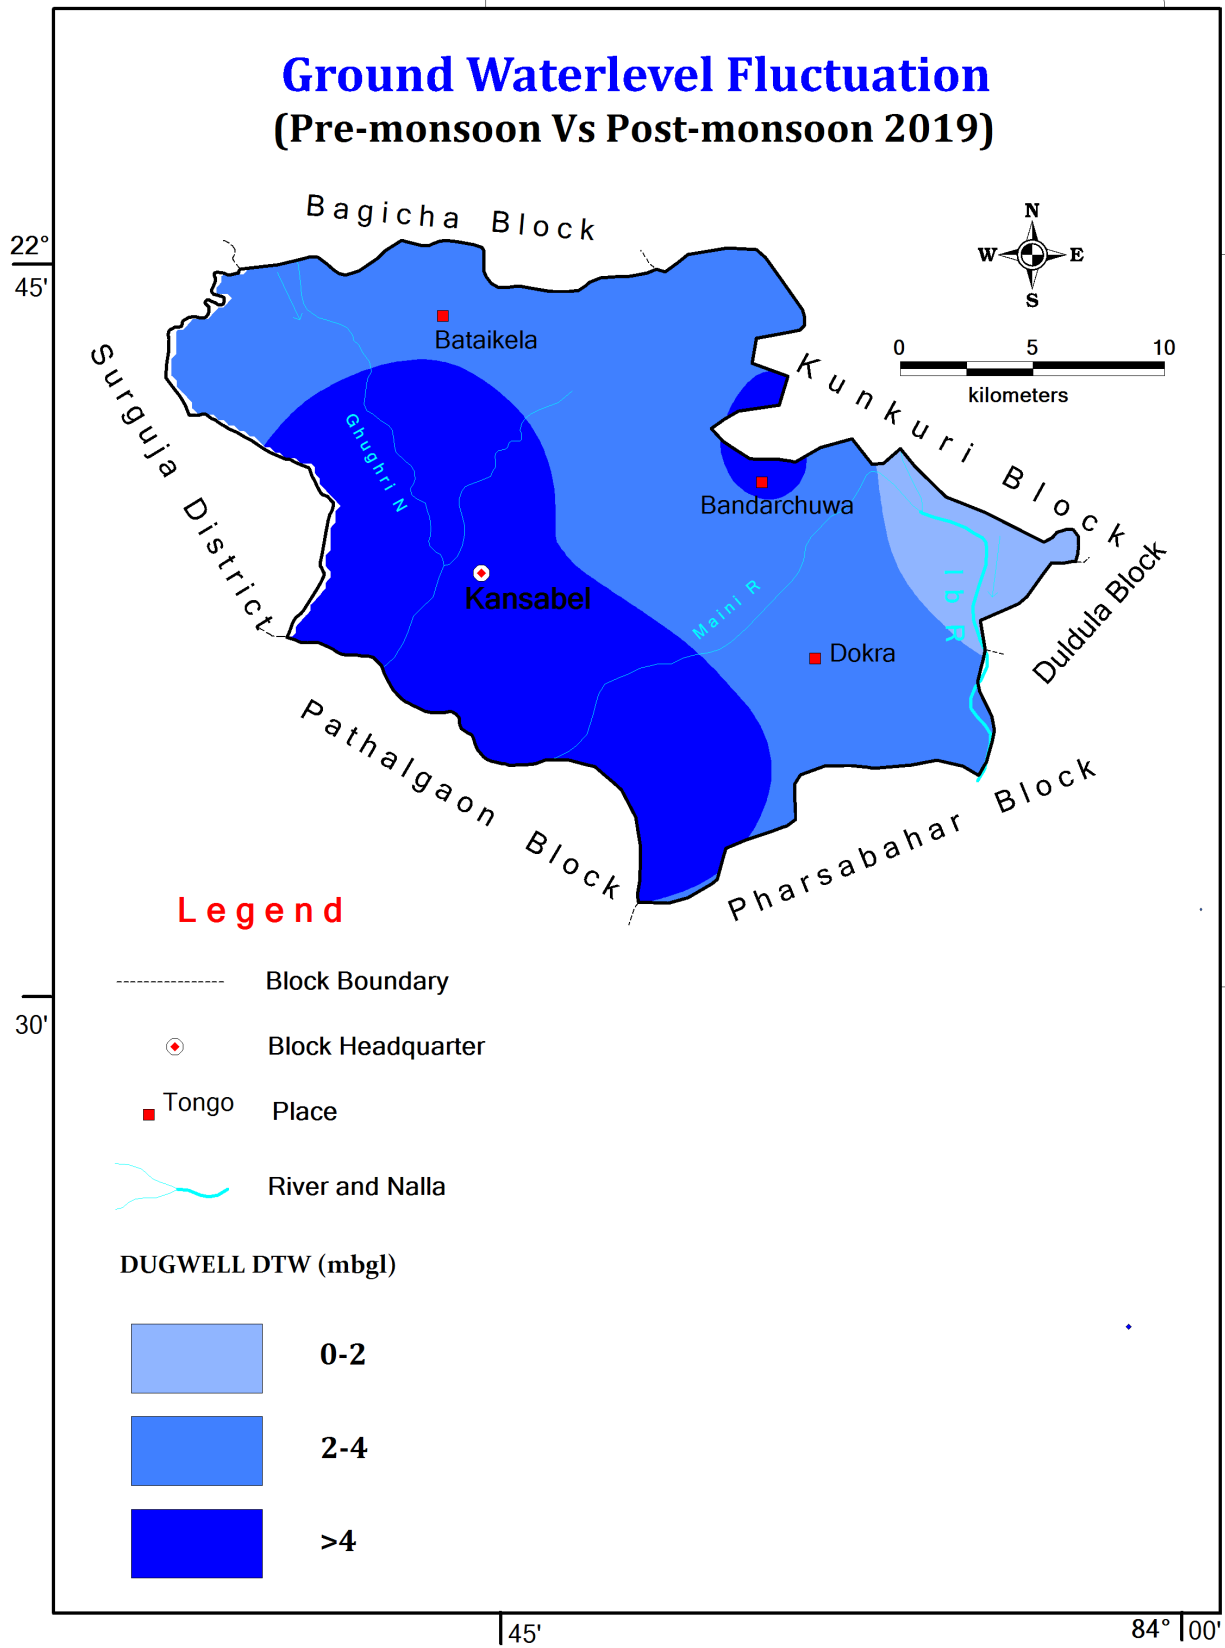 Ground Waterlevel Fluctuation
(Pre-monsoon Vs Post-monsoon 2019)
Bagicha Block
N
W E
S
22°
45'
0 5 10
kilometers
Bataikela
Kunkuri Block
Surguja District
Ghughri N
Bandarchuwa
Kansabel
Maini R
Ib R
Duldula Block
Dokra
Pathalgaon Block
Pharsabahar Block
Legend
Block Boundary
30'
Block Headquarter
Tongo Place
River and Nalla
DUGWELL DTW (mbgl)
0-2
2-4
>4
45'
84° 00'